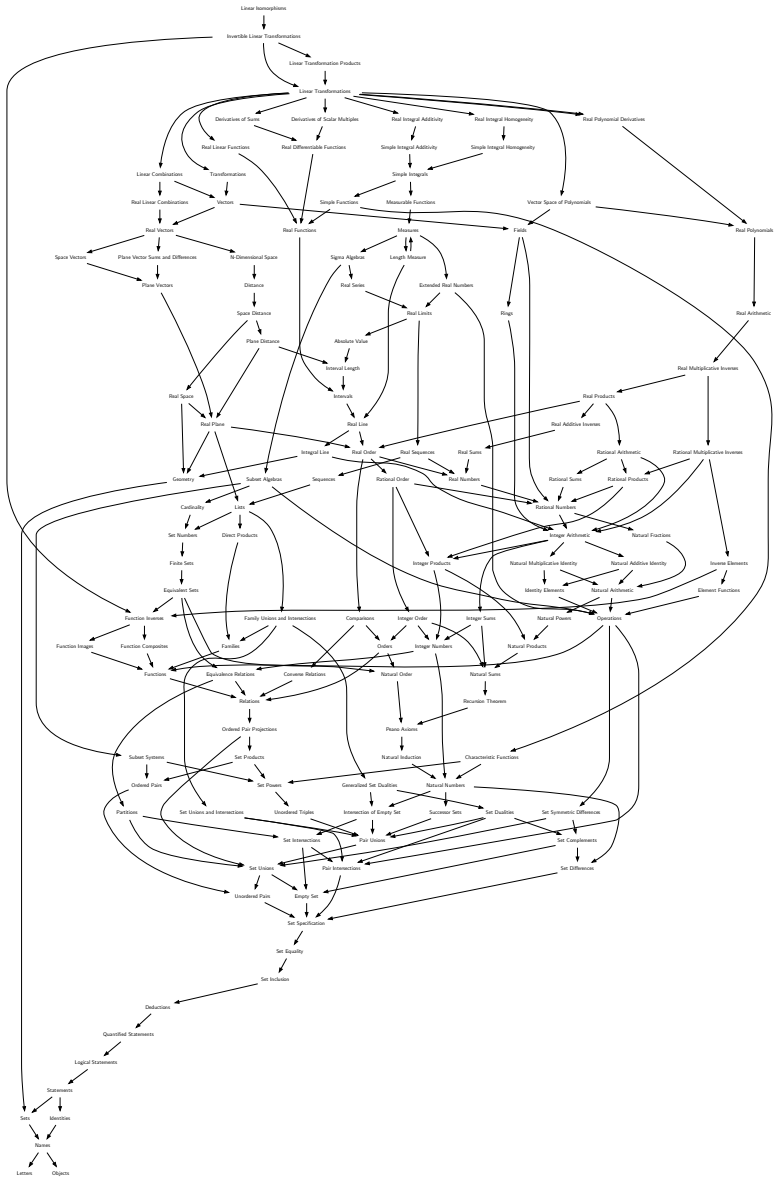 Linear Isomorphisms
Invertible Linear Transformations
Linear Transformation Products
Linear Transformations
Derivatives of Sums Derivatives of Scalar Multiples Real Integral Additivity Real Integral Homogeneity Real Polynomial Derivatives
Real Linear Functions Real Differentiable Functions Simple Integral Additivity Simple Integral Homogeneity
Linear Combinations Transformations Simple Integrals
Real Linear Combinations Vectors Simple Functions Measurable Functions Vector Space of Polynomials
Real Vectors Real Functions Measures Fields Real Polynomials
Space Vectors Plane Vector Sums and Differences N-Dimensional Space Sigma Algebras Length Measure
Plane Vectors Distance Real Series Extended Real Numbers
Space Distance Real Limits Rings Real Arithmetic
Plane Distance Absolute Value
Interval Length Real Multiplicative Inverses
Real Space Intervals Real Products
Real Plane Real Line Real Additive Inverses
Integral Line Real Order Real Sequences Real Sums Rational Arithmetic Rational Multiplicative Inverses
Geometry Subset Algebras Sequences Rational Order Real Numbers Rational Sums Rational Products
Cardinality Lists Rational Numbers
Set Numbers Direct Products Integer Arithmetic Natural Fractions
Finite Sets Integer Products Natural Multiplicative Identity Natural Additive Identity Inverse Elements
Equivalent Sets Identity Elements Natural Arithmetic Element Functions
Function Inverses Family Unions and Intersections Comparisons Integer Order Integer Sums Natural Powers Operations
Function Images Function Composites Families Orders Integer Numbers Natural Products
Functions Equivalence Relations Converse Relations Natural Order Natural Sums
Relations Recursion Theorem
Ordered Pair Projections Peano Axioms
Subset Systems Set Products Natural Induction Characteristic Functions
Ordered Pairs Set Powers Generalized Set Dualities Natural Numbers
Partitions Set Unions and Intersections Unordered Triples Intersection of Empty Set Successor Sets Set Dualities Set Symmetric Differences
Set Intersections Pair Unions Set Complements
Set Unions Pair Intersections Set Differences
Unordered Pairs Empty Set
Set Specification
Set Equality
Set Inclusion
Deductions
Quantified Statements
Logical Statements
Statements
Sets Identities
Names
Letters Objects